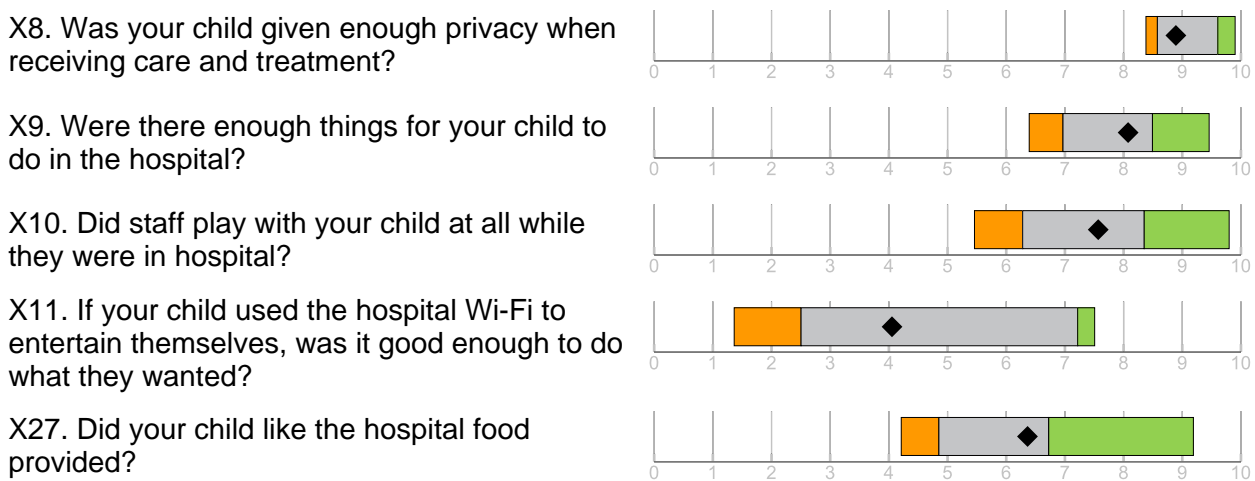 X8. Was your child given enough privacy when
receiving care and treatment?
0 1 2 3 4 5 6 7 8 9 10
X9. Were there enough things for your child to
do in the hospital?
0 1 2 3 4 5 6 7 8 9 10
X10. Did staff play with your child at all while
they were in hospital?
0 1 2 3 4 5 6 7 8 9 10
X11. If your child used the hospital Wi-Fi to
entertain themselves, was it good enough to do
what they wanted?
0 1 2 3 4 5 6 7 8 9 10
X27. Did your child like the hospital food
provided?
0 1 2 3 4 5 6 7 8 9 10